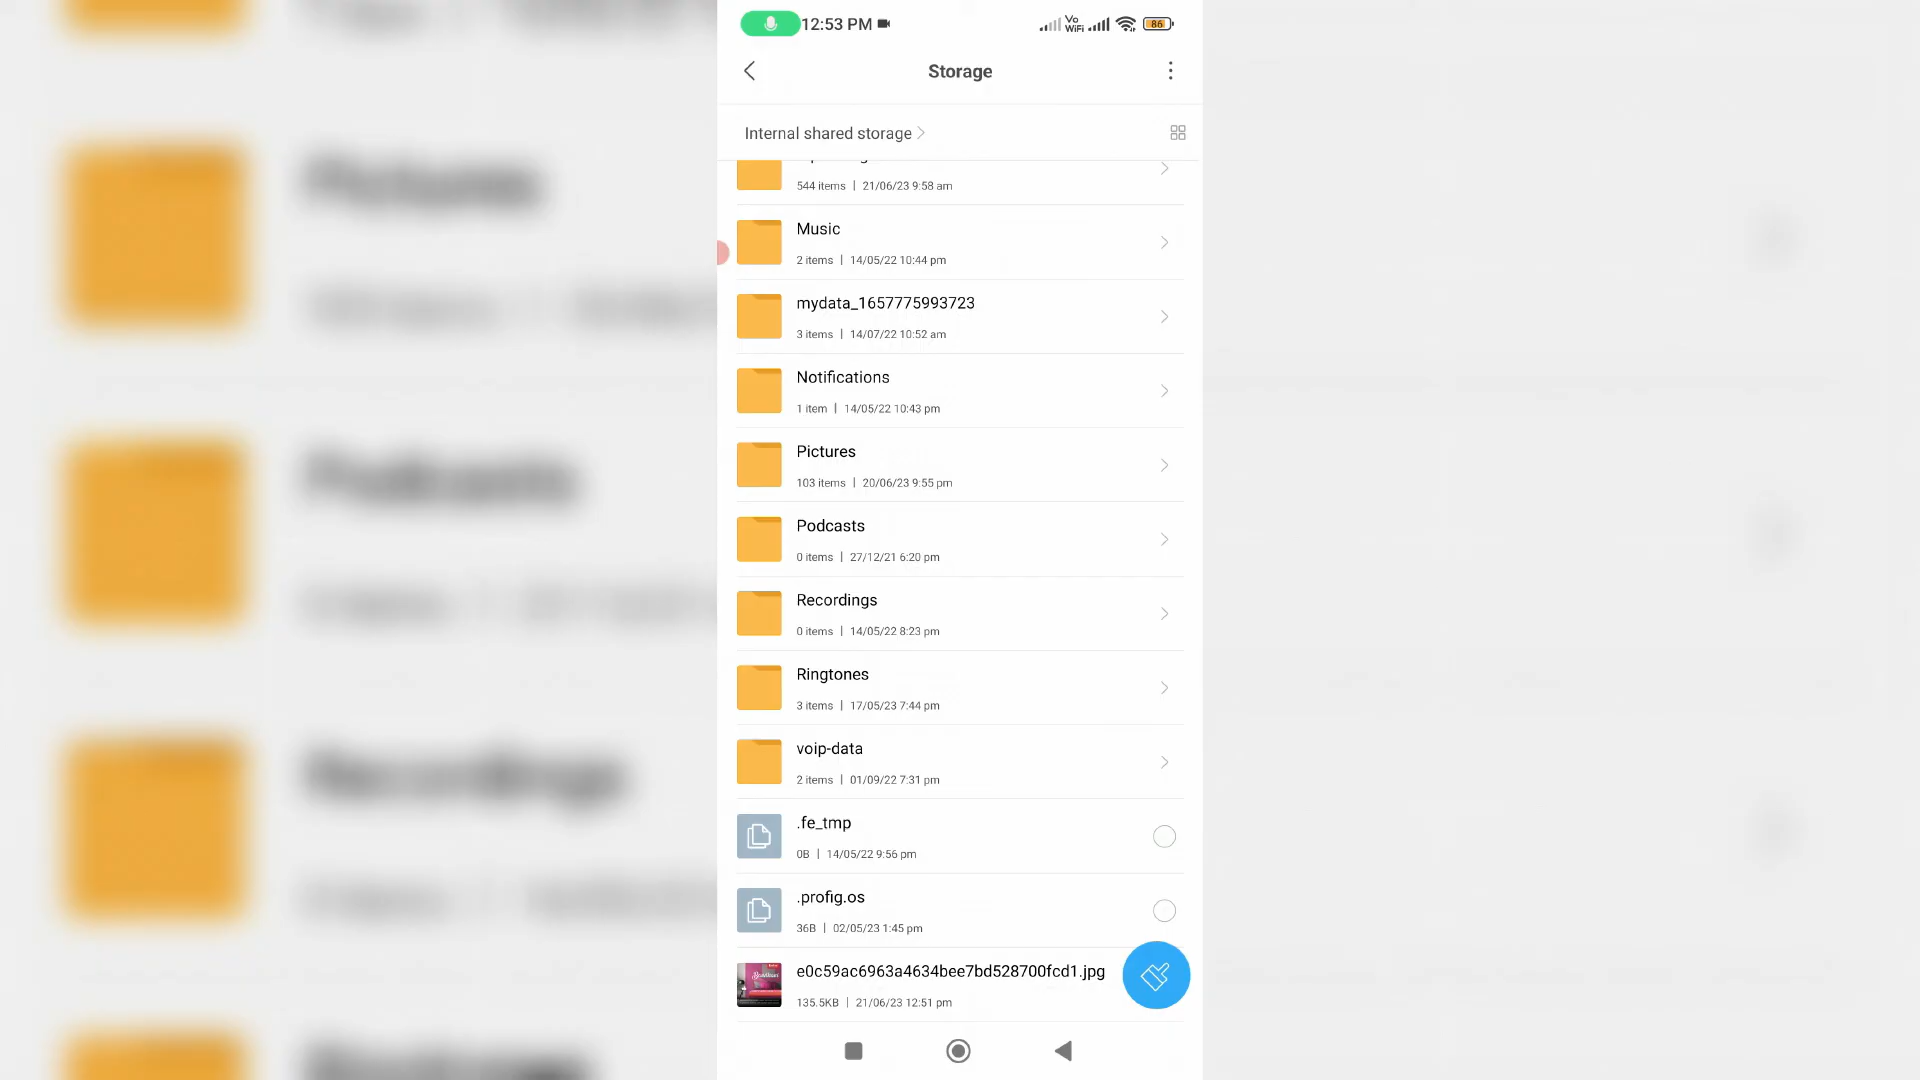 12:53 PM
Vo
WiFi
86
Storage
Internal shared storage
544 items | 21/06/23 9:58 am
Music
2 items | 14/05/22 10:44 pm
mydata_1657775993723
3 items | 14/07/22 10:52 am
Notifications
1 item | 14/05/22 10:43 pm
Pictures
103 items | 20/06/23 9:55 pm
Podcasts
0 items | 27/12/21 6:20 pm
Recordings
0 items | 14/05/22 8:23 pm
Ringtones
3 items | 17/05/23 7:44 pm
voip-data
2 items | 01/09/22 7:31 pm
.fe_tmp
0B | 14/05/22 9:56 pm
.profig.os
36B | 02/05/23 1:45 pm
e0c59ac6963a4634bee7bd528700fcd1.jpg
135.5KB | 21/06/23 12:51 pm
Pictures
Podcasts
Recordings